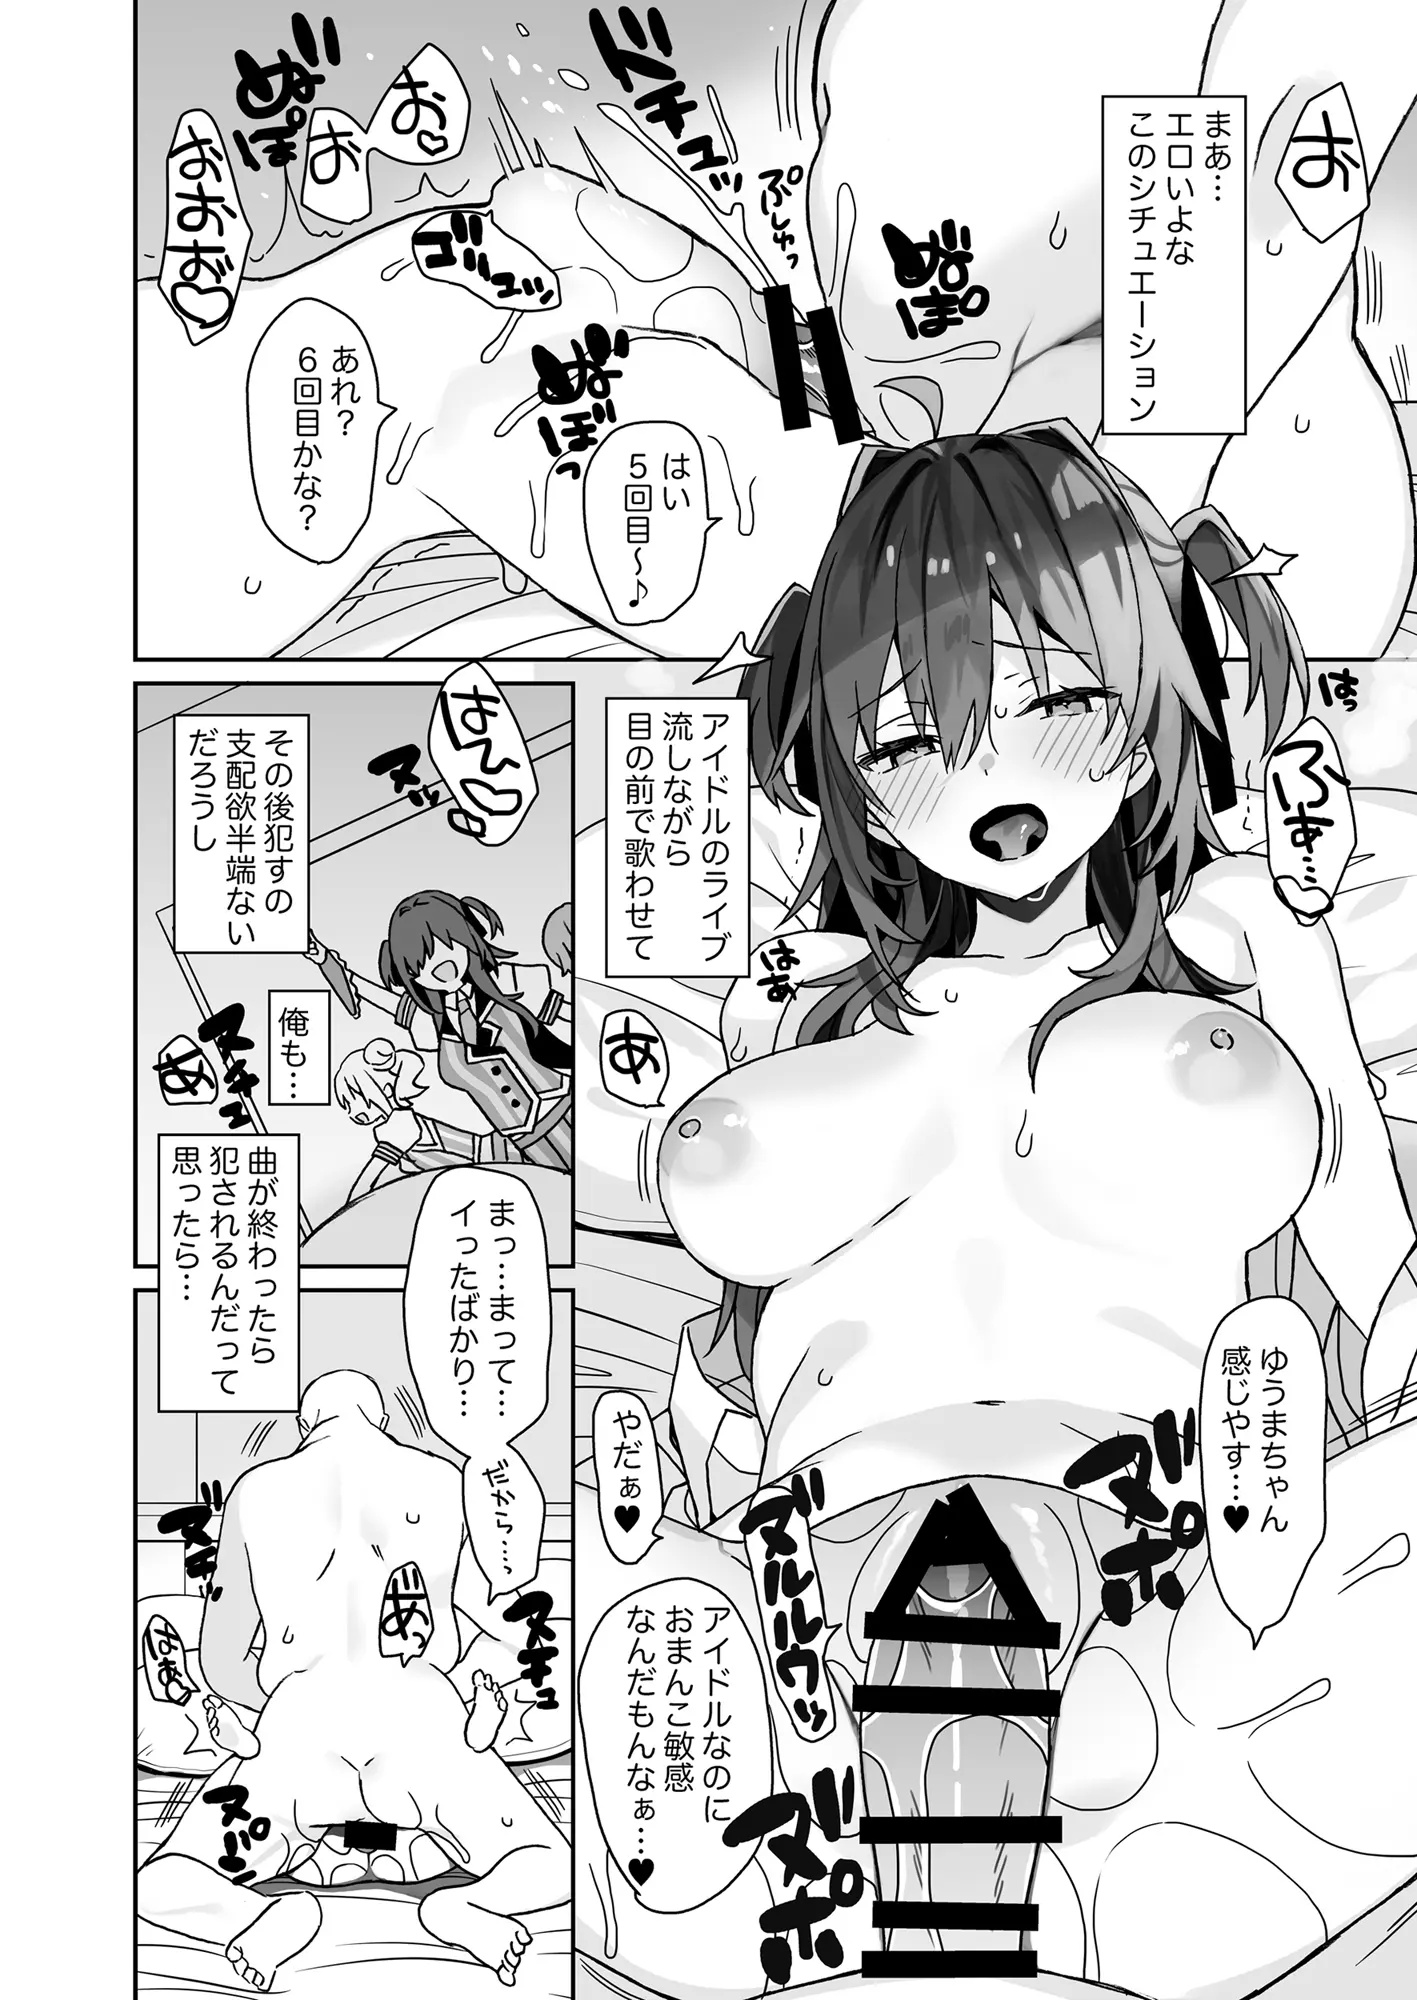 お
まあ…
エロいよな
このシチュエーション
ドチュッ
ぷしゅっ
ぬぽっ
お♡
お
おおお♡
ゴリュッ
ぬぽ
ぬぼっ
はい
5回目～♪
あれ？
6回目かな？
はっ
ふぁ…
アイドルのライブ
流しながら
目の前で歌わせて
はぁ
あ
ゆうまちゃん
感じやす…♥
ヌポ
ヌルルウッ
やだぁ♥
アイドルなのに
おまんこ敏感
なんだもんなぁ…♥
ヌポ
はん♡
その後犯すの
支配欲半端ない
だろうし
俺も…
ヌチュ
あ
曲が終わったら
犯されるんだって
思ったら…
まっ…まって…
イったばかり…
だから……
ヌチ
あっ
はぁ
ヌチュ
ヌポ